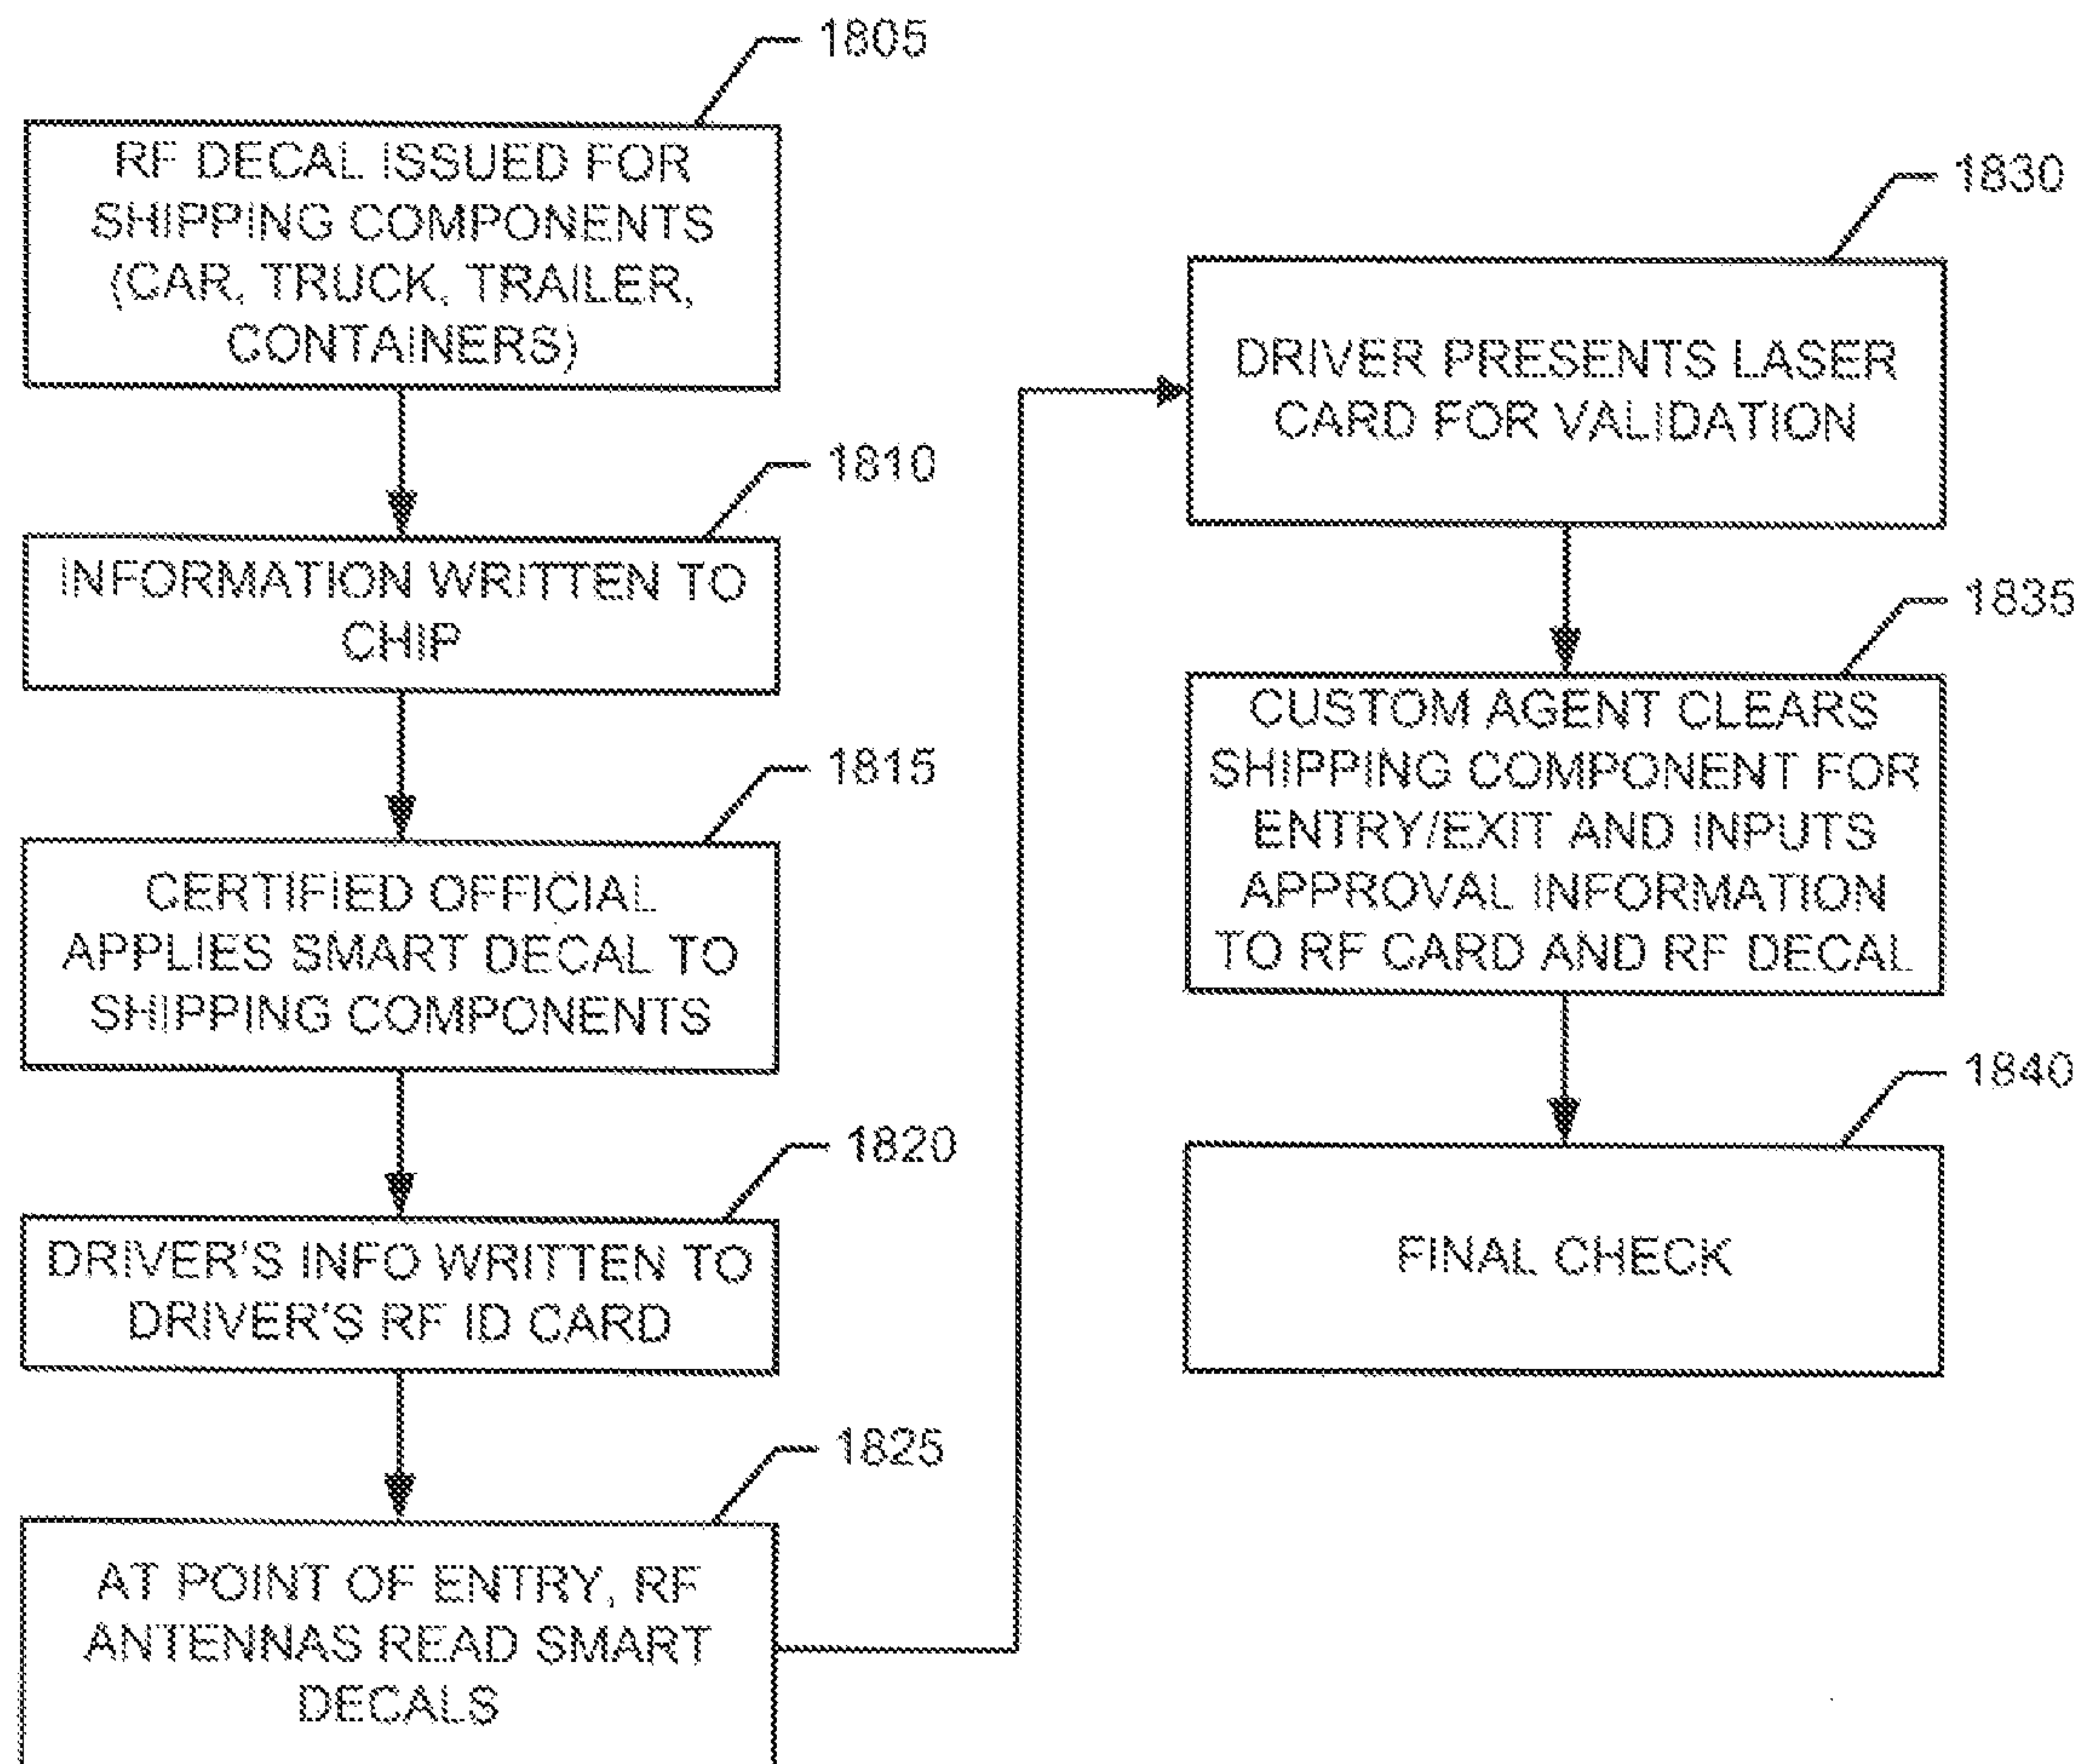 1805
RF DECAL ISSUED FOR
SHIPPING COMPONENTS
(CAR, TRUCK, TRAILER,
CONTAINERS)
1810
INFORMATION WRITTEN TO
CHIP
1815
CERTIFIED OFFICIAL
APPLIES SMART DECAL TO
SHIPPING COMPONENTS
1820
DRIVER'S INFO WRITTEN TO
DRIVER'S RF ID CARD
1825
AT POINT OF ENTRY, RF
ANTENNAS READ SMART
DECALS
1830
DRIVER PRESENTS LASER
CARD FOR VALIDATION
1835
CUSTOM AGENT CLEARS
SHIPPING COMPONENT FOR
ENTRY/EXIT AND INPUTS
APPROVAL INFORMATION
TO RF CARD AND RF DECAL
1840
FINAL CHECK